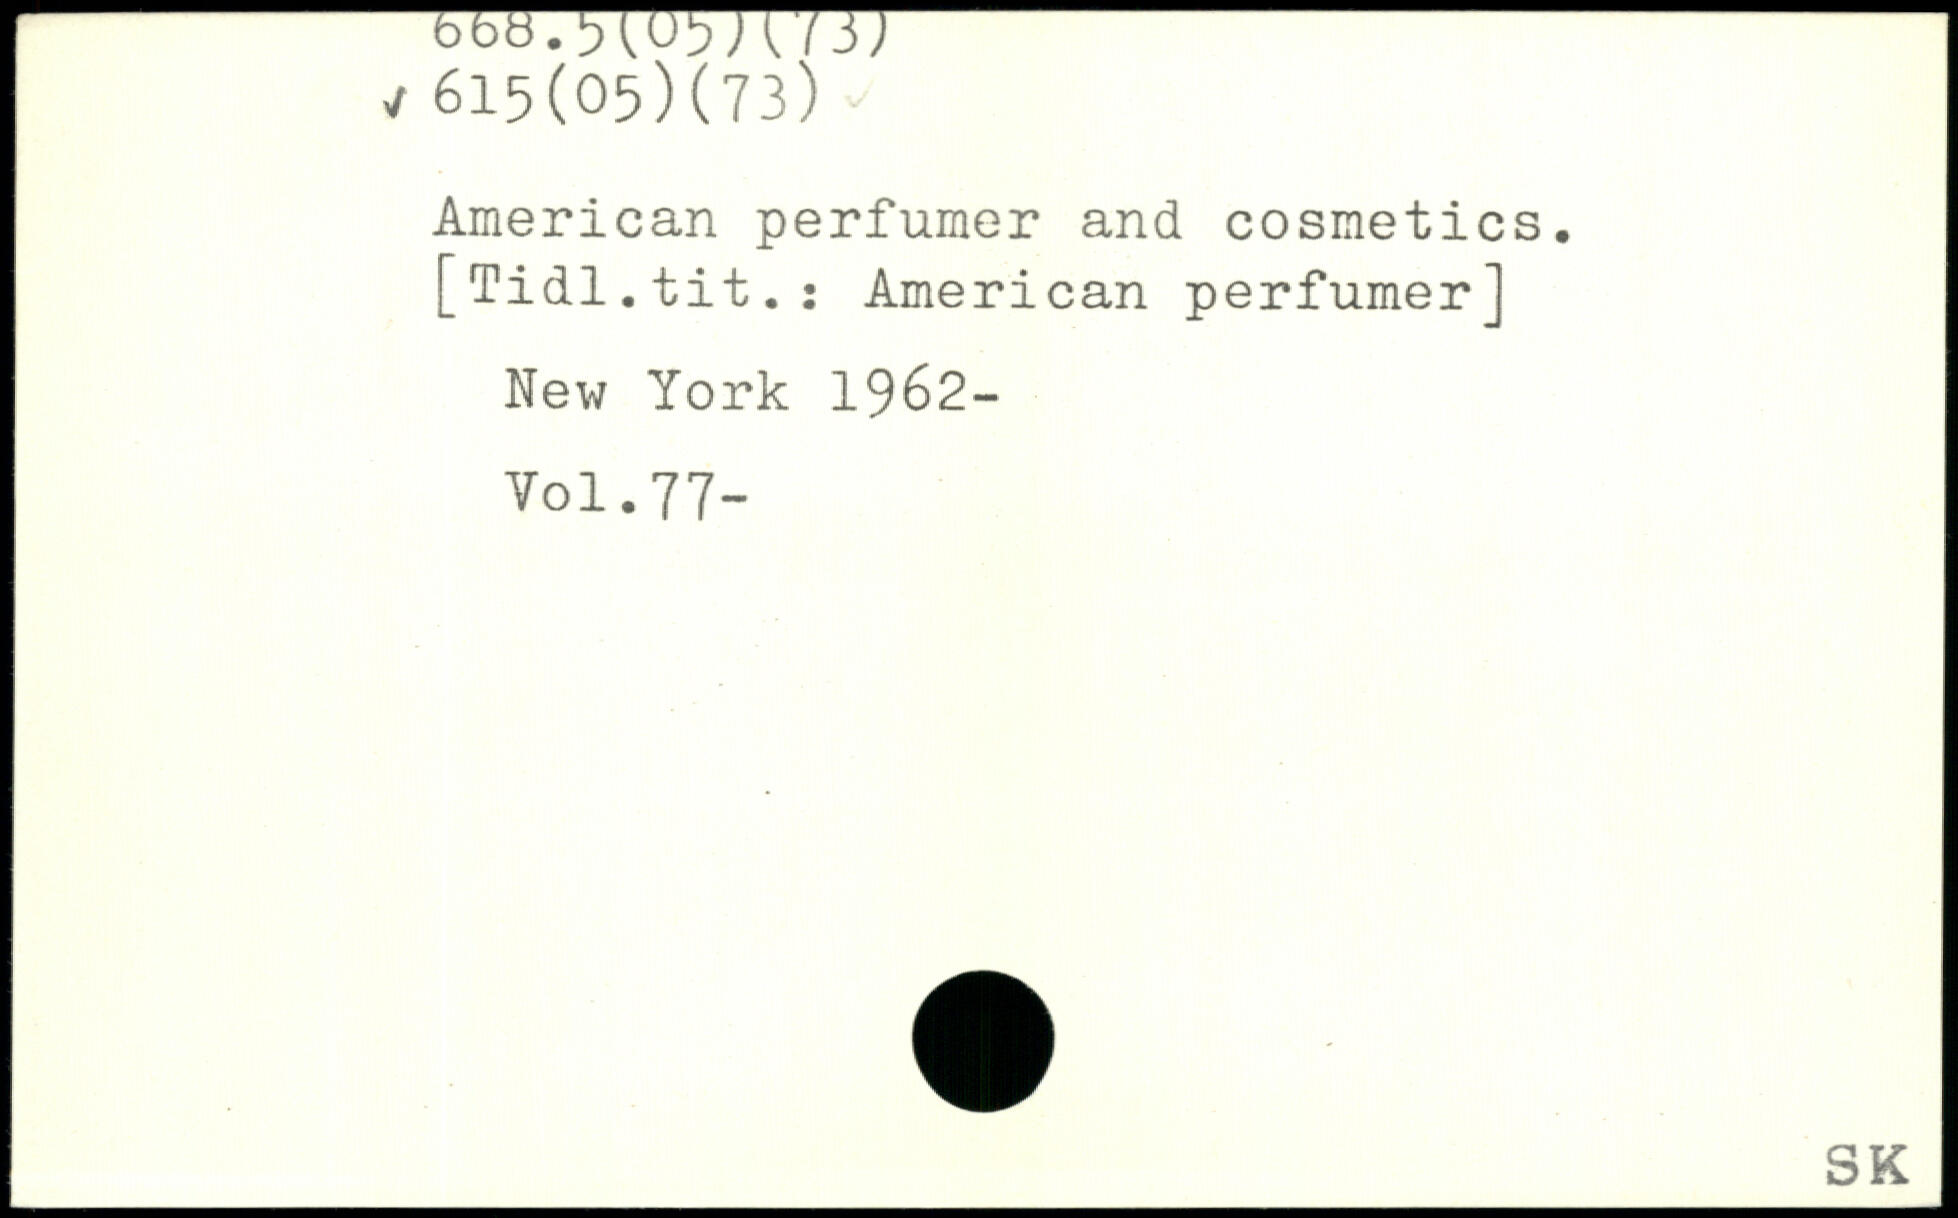 668.5(05)(73)
✓ 615(05)(73) ✓
American perfumer and cosmetics.
[Tidl.tit.: American perfumer]
New York 1962-
Vol.77-
SK